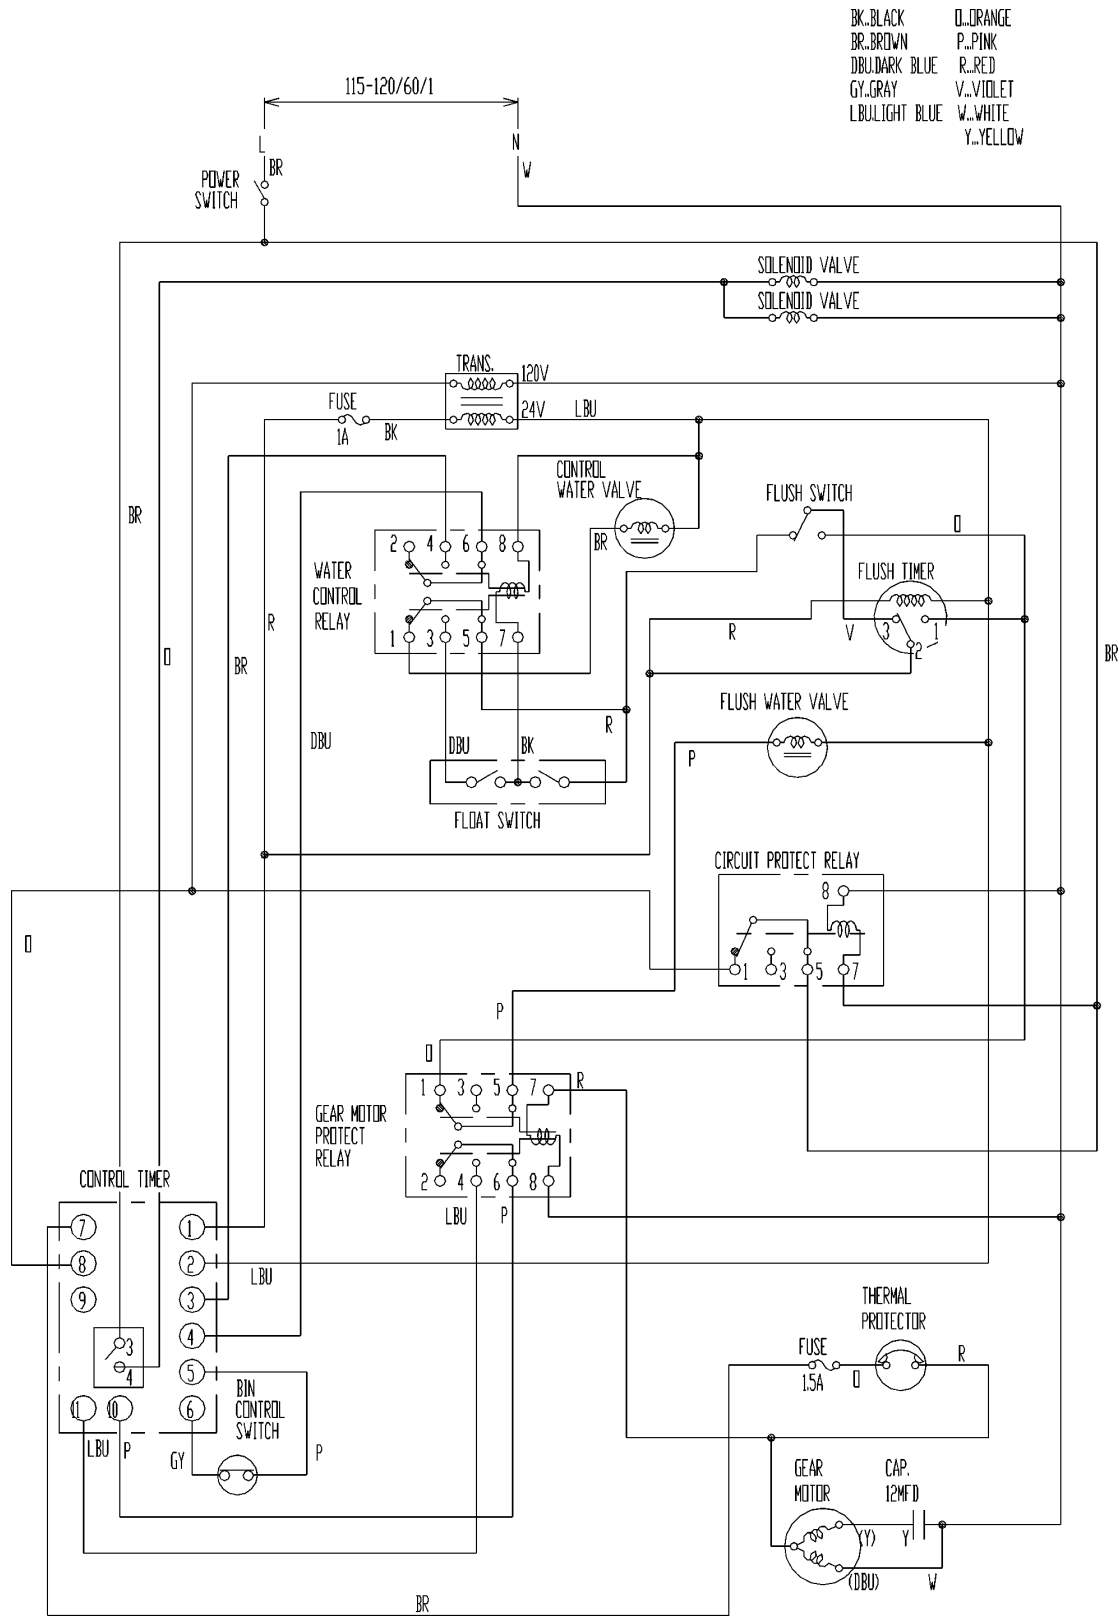 BK..BLACK O...ORANGE
BR..BROWN P...PINK
DBU.DARK BLUE R...RED
GY..GRAY V...VIOLET
LBU.LIGHT BLUE W...WHITE
Y...YELLOW
115-120/60/1
L
BR
N
W
POWER
SWITCH
SOLENOID VALVE
SOLENOID VALVE
TRANS.
120V
FUSE
24V
LBU
1A
BK
CONTROL
WATER VALVE
FLUSH SWITCH
BR
O
BR
2 4 6 8
WATER
CONTROL
RELAY
FLUSH TIMER
R
O
BR
1 3 5 7
R
V
3
1
2
BR
FLUSH WATER VALVE
R
DBU
DBU
BK
P
FLOAT SWITCH
CIRCUIT PROTECT RELAY
8
O
1 3 5 7
P
O
1 3 5 7
R
GEAR MOTOR
PROTECT
RELAY
2 4 6 8
CONTROL TIMER
LBU
P
7
1
8
2
LBU
9
3
THERMAL
PROTECTOR
3
4
4
FUSE
1.5A
O
R
5
BIN
CONTROL
SWITCH
11
10
6
LBU
P
GY
P
GEAR
MOTOR
CAP.
12MFD
(Y)
Y
(DBU)
W
BR